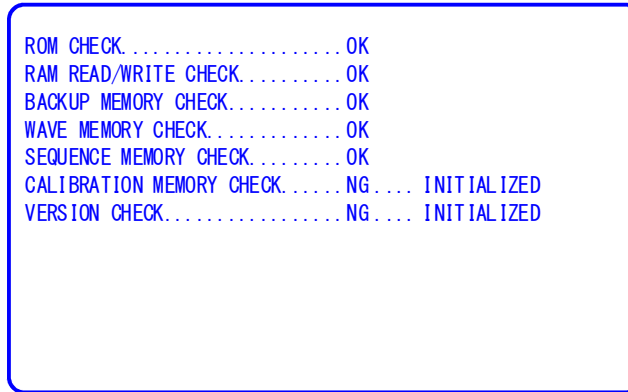 ROM CHECK.....................OK
RAM READ/WRITE CHECK..........OK
BACKUP MEMORY CHECK...........OK
WAVE MEMORY CHECK.............OK
SEQUENCE MEMORY CHECK.........OK
CALIBRATION MEMORY CHECK......NG.... INITIALIZED
VERSION CHECK.................NG.... INITIALIZED